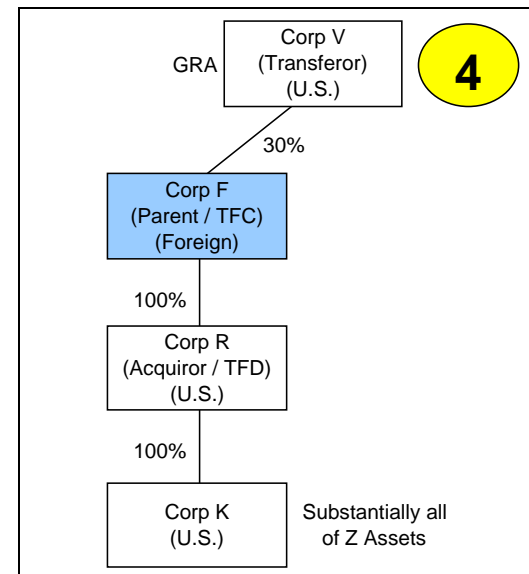 Corp V
(Transferor)
(U.S.)
GRA
4
30%
Corp F
(Parent / TFC)
(Foreign)
100%
Corp R
(Acquiror / TFD)
(U.S.)
100%
Corp K
(U.S.)
Substantially all
of Z Assets